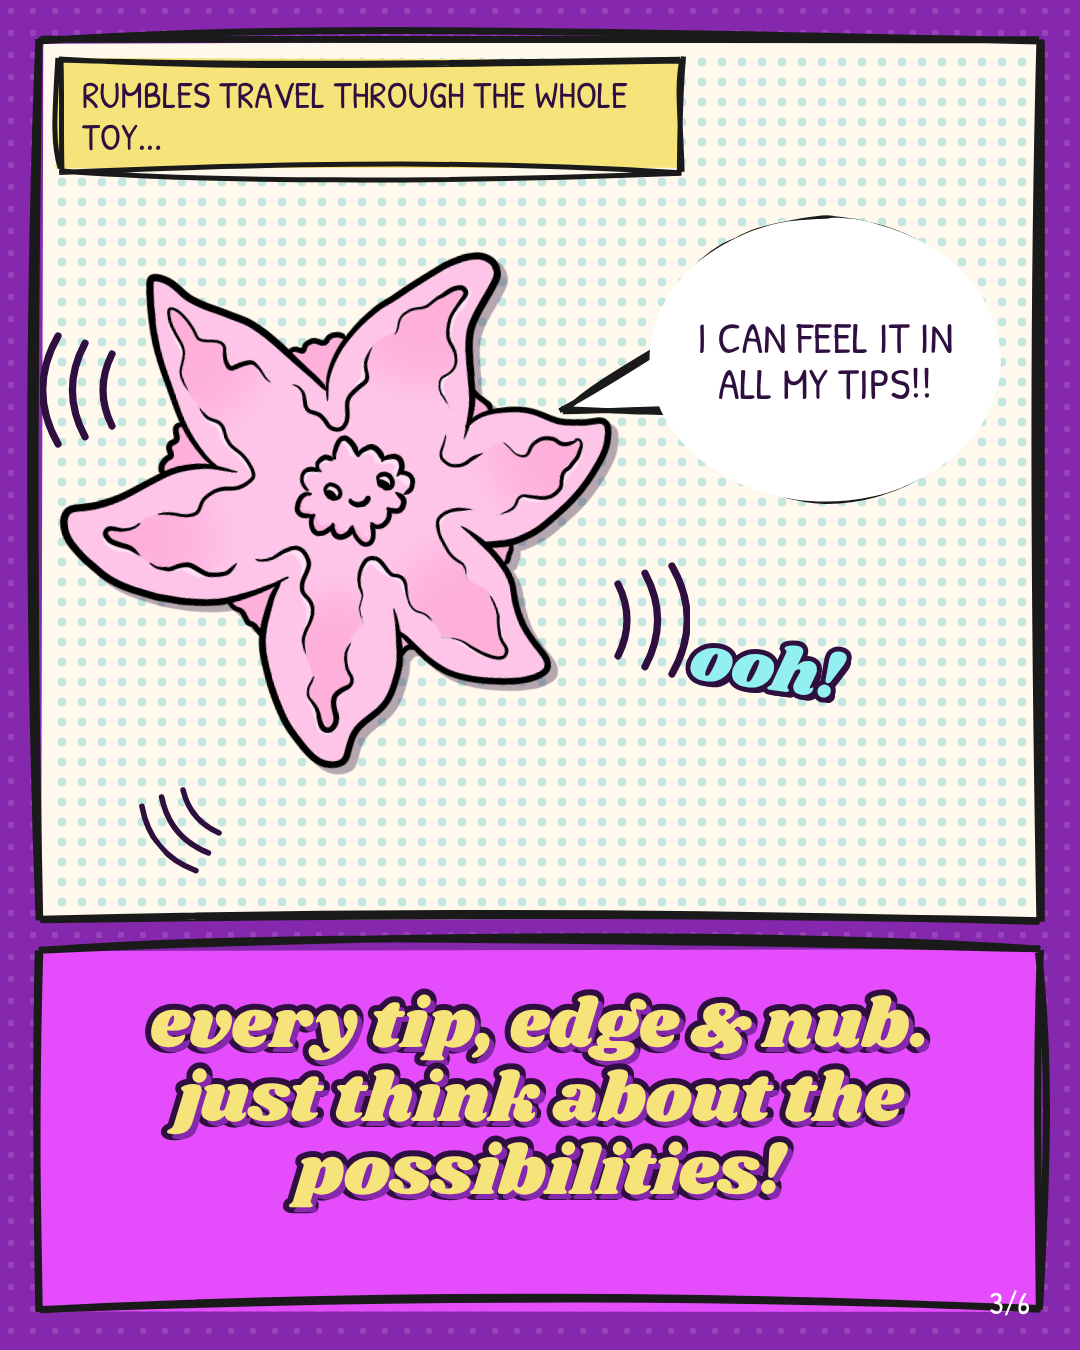 RUMBLES TRAVEL THROUGH THE WHOLE
TOY...
I CAN FEEL IT IN
ALL MY TIPS!!
ooh!
every tip, edge & nub.
just think about the
possibilities!
3/6